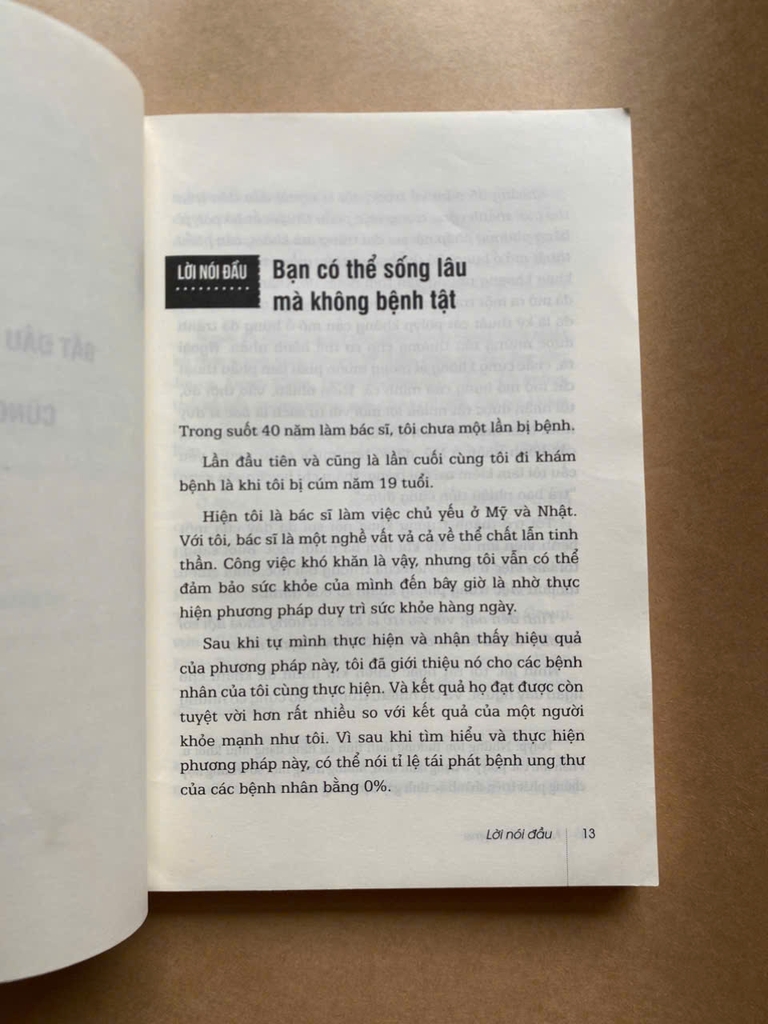 LỜI NÓI ĐẦU
Bạn có thể sống lâu
mà không bệnh tật
Trong suốt 40 năm làm bác sĩ, tôi chưa một lần bị bệnh.
Lần đầu tiên và cũng là lần cuối cùng tôi đi khám
bệnh là khi tôi bị cúm năm 19 tuổi.
Hiện tôi là bác sĩ làm việc chủ yếu ở Mỹ và Nhật.
Với tôi, bác sĩ là một nghề vất vả cả về thể chất lẫn tinh
thần. Công việc khó khăn là vậy, nhưng tôi vẫn có thể
đảm bảo sức khỏe của mình đến bây giờ là nhờ thực
hiện phương pháp duy trì sức khỏe hàng ngày.
Sau khi tự mình thực hiện và nhận thấy hiệu quả
của phương pháp này, tôi đã giới thiệu nó cho các bệnh
nhân của tôi cùng thực hiện. Và kết quả họ đạt được còn
tuyệt vời hơn rất nhiều so với kết quả của một người
khỏe mạnh như tôi. Vì sau khi tìm hiểu và thực hiện
phương pháp này, có thể nói tỉ lệ tái phát bệnh ung thư
của các bệnh nhân bằng 0%.
Lời nói đầu 13